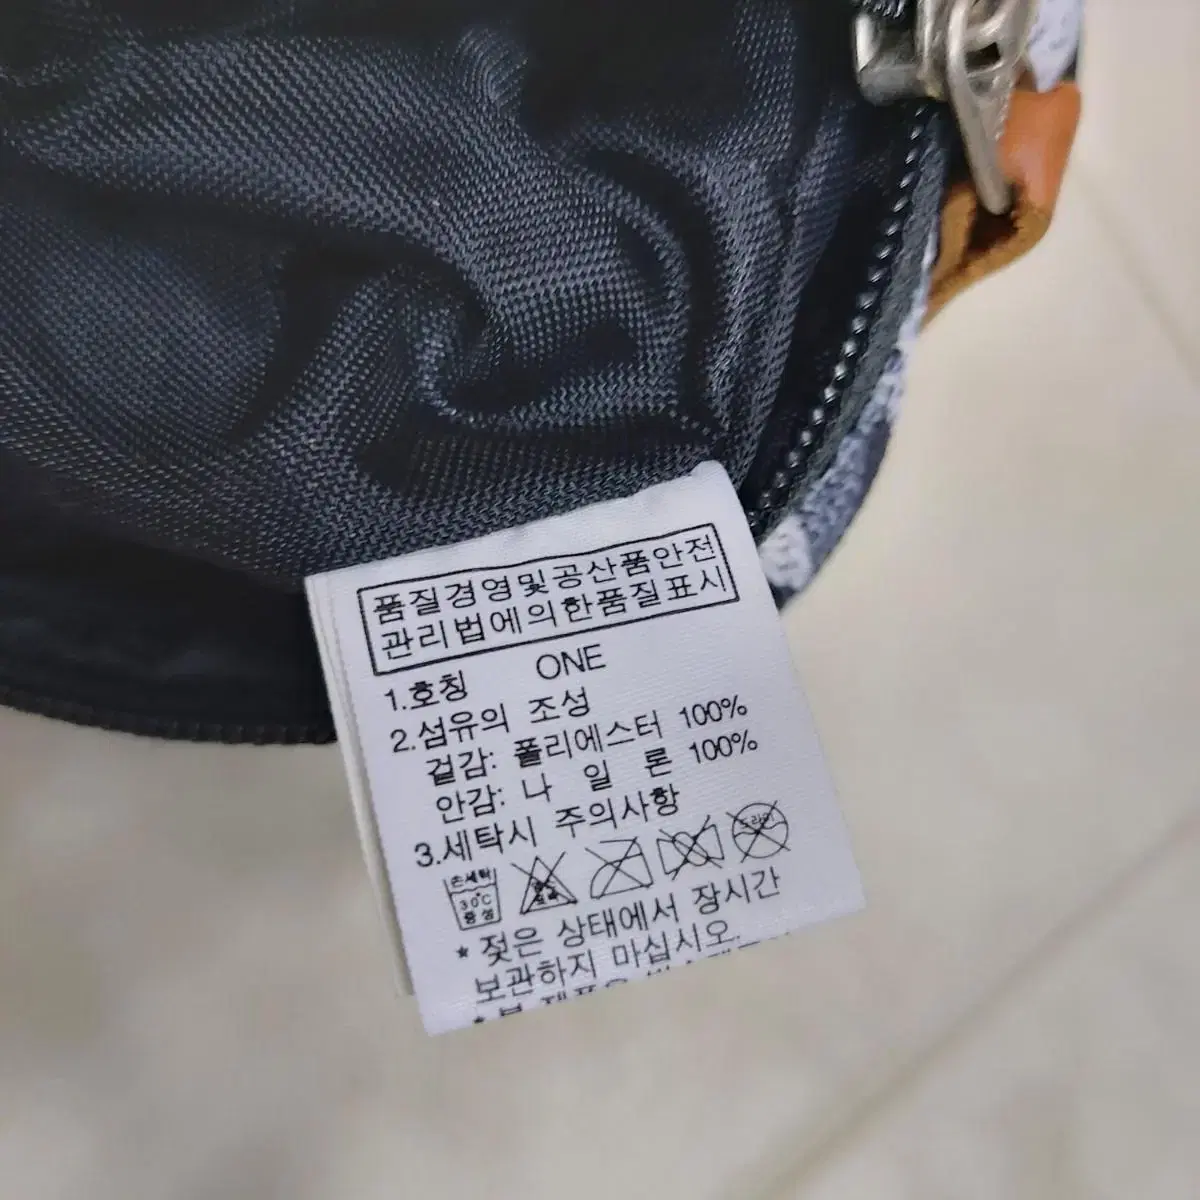 품질경영및공산품안전
관리법에의한품질표시
1.호칭 ONE
2.섬유의 조성
겉감: 폴리에스터 100%
안감: 나 일 론 100%
3.세탁시 주의사항
손세탁
30℃
중성
드라이
* 젖은 상태에서 장시간
보관하지 마십시오.